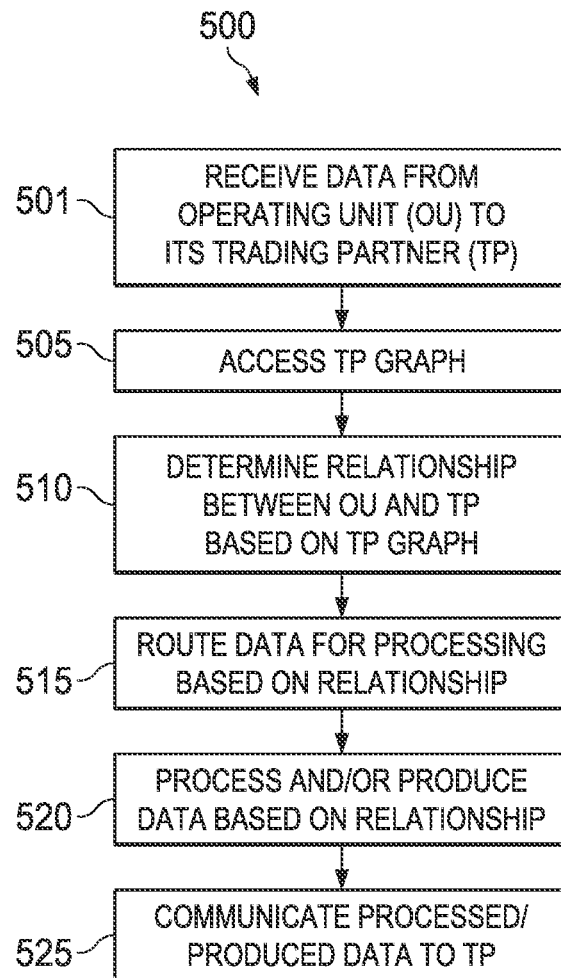 500
501
RECEIVE DATA FROM
OPERATING UNIT (OU) TO
ITS TRADING PARTNER (TP)
505
ACCESS TP GRAPH
510
DETERMINE RELATIONSHIP
BETWEEN OU AND TP
BASED ON TP GRAPH
515
ROUTE DATA FOR PROCESSING
BASED ON RELATIONSHIP
520
PROCESS AND/OR PRODUCE
DATA BASED ON RELATIONSHIP
525
COMMUNICATE PROCESSED/
PRODUCED DATA TO TP